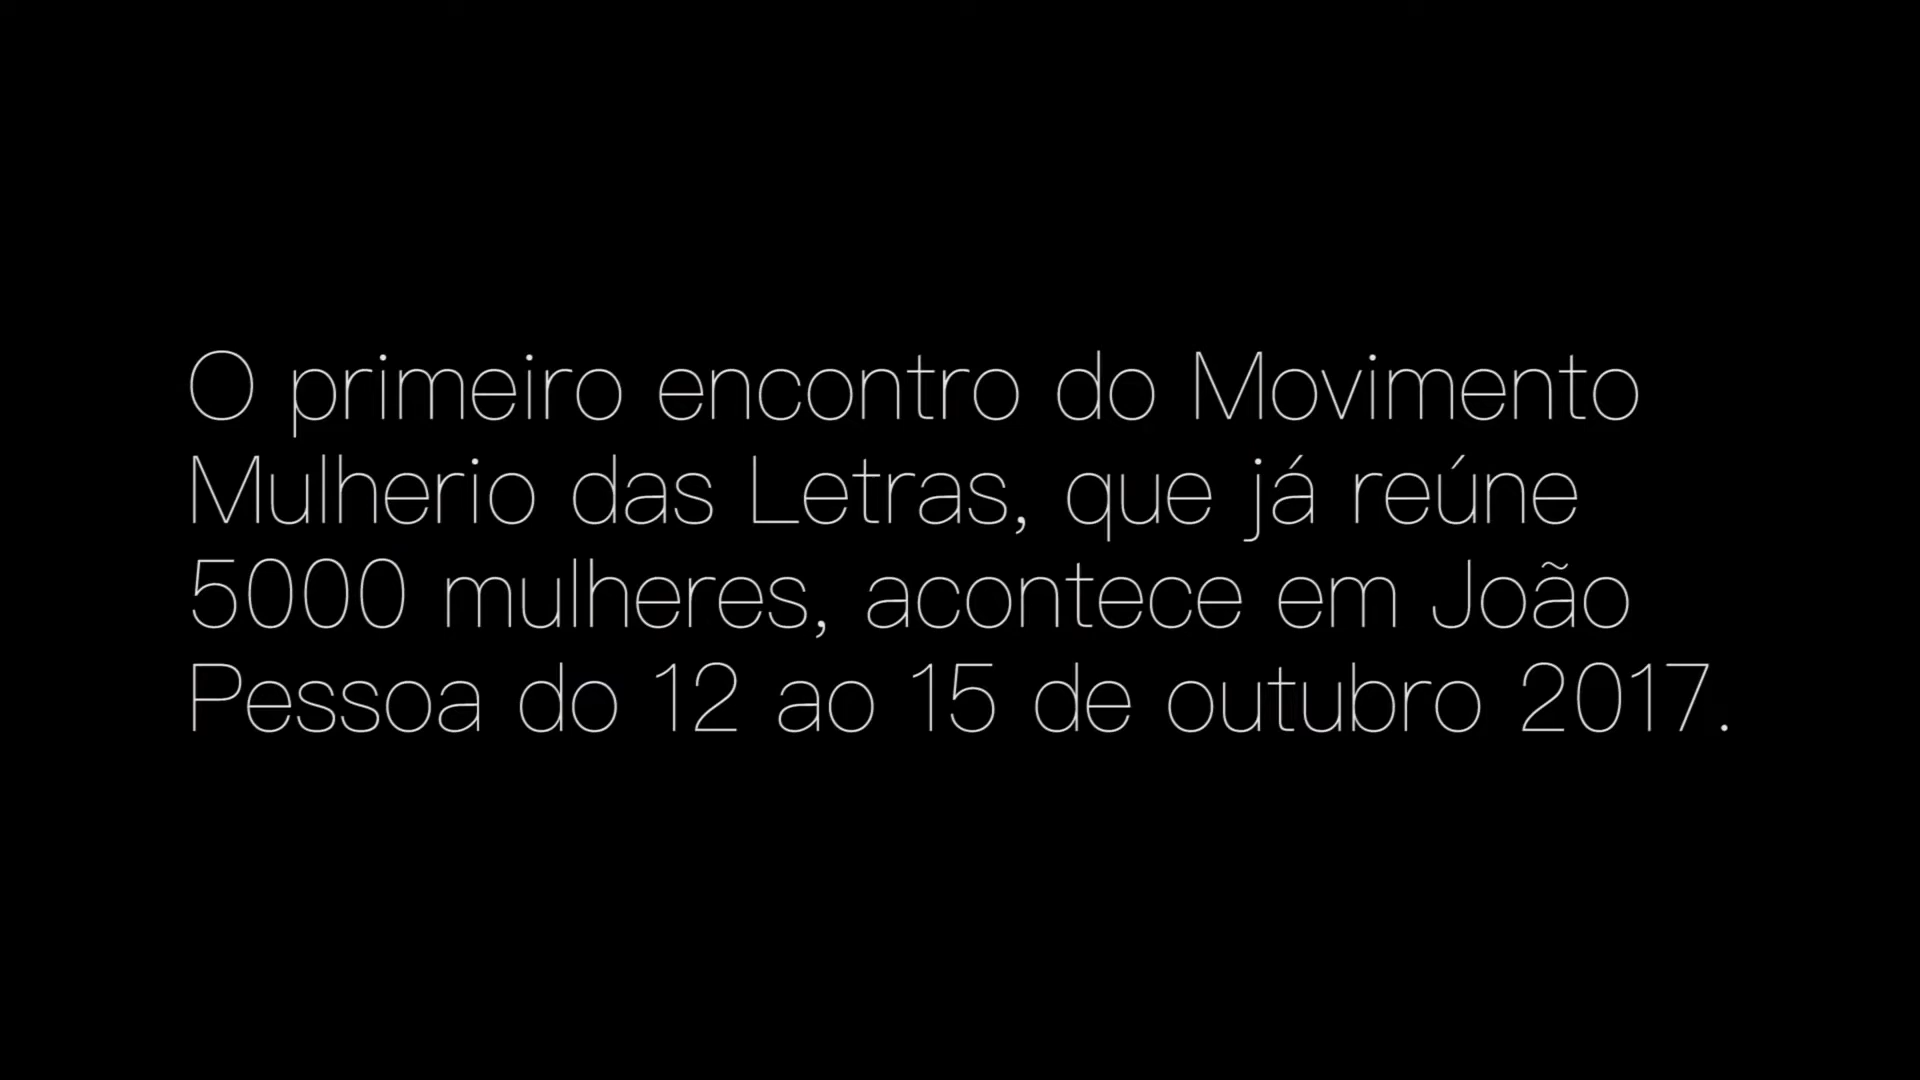 O primeiro encontro do Movimento
Mulherio das Letras, que já reúne
5000 mulheres, acontece em João
Pessoa do 12 ao 15 de outubro 2017.